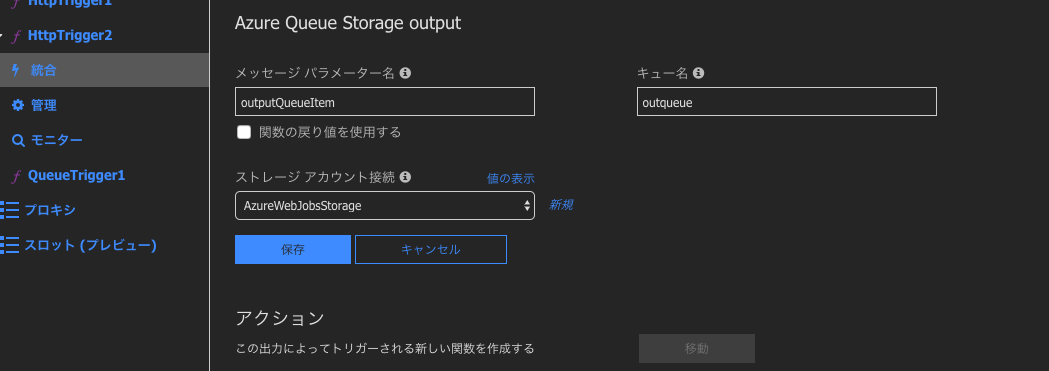 HttpTrigger1
HttpTrigger2
統合
管理
モニター
QueueTrigger1
プロキシ
スロット (プレビュー)
Azure Queue Storage output
メッセージ パラメーター名
キュー名
outputQueueItem
outqueue
関数の戻り値を使用する
ストレージ アカウント接続
値の表示
AzureWebJobsStorage
新規
保存
キャンセル
アクション
この出力によってトリガーされる新しい関数を作成する
移動